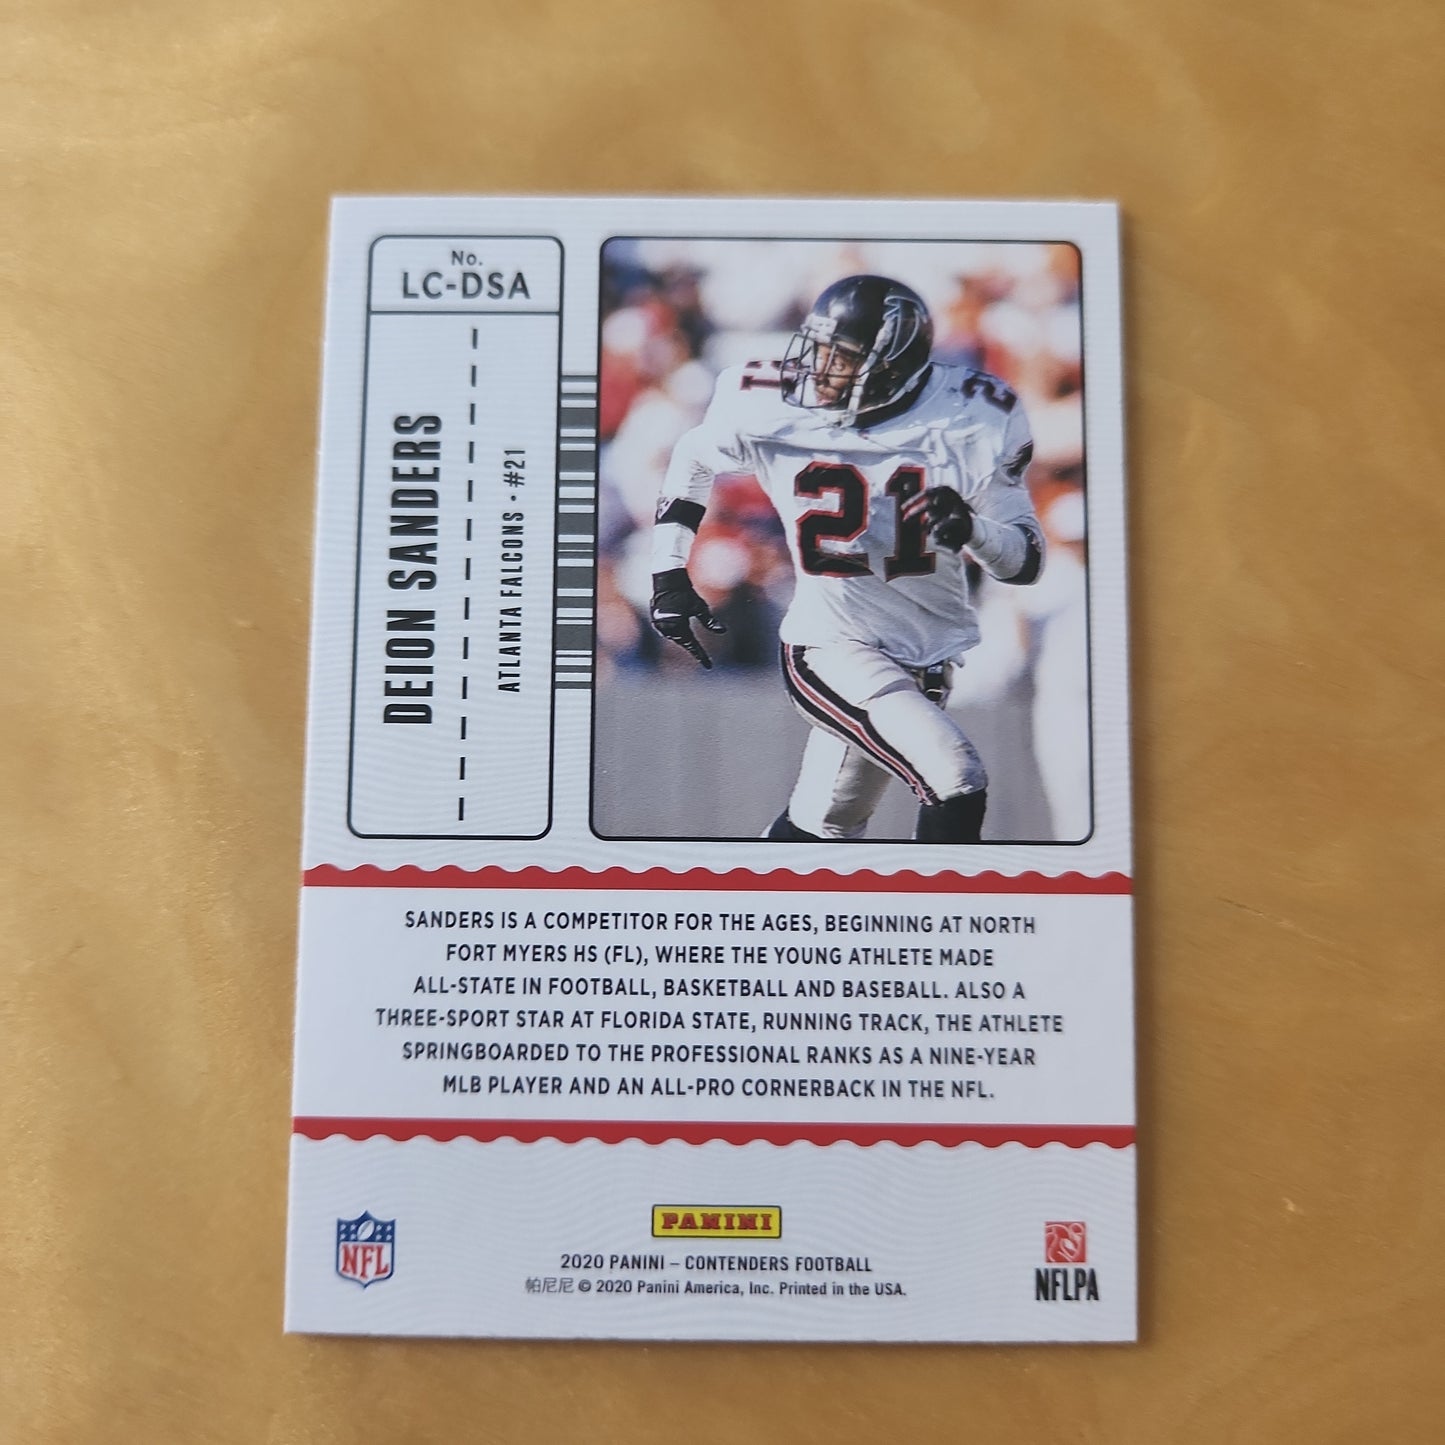 No.
LC-DSA
DEION SANDERS
ATLANTA FALCONS • #21
21
21
21
SANDERS IS A COMPETITOR FOR THE AGES, BEGINNING AT NORTH
FORT MYERS HS (FL), WHERE THE YOUNG ATHLETE MADE
ALL-STATE IN FOOTBALL, BASKETBALL AND BASEBALL. ALSO A
THREE-SPORT STAR AT FLORIDA STATE, RUNNING TRACK, THE ATHLETE
SPRINGBOARDED TO THE PROFESSIONAL RANKS AS A NINE-YEAR
MLB PLAYER AND AN ALL-PRO CORNERBACK IN THE NFL.
NFL
PANINI
2020 PANINI – CONTENDERS FOOTBALL
帕尼尼 © 2020 Panini America, Inc. Printed in the USA.
NFLPA